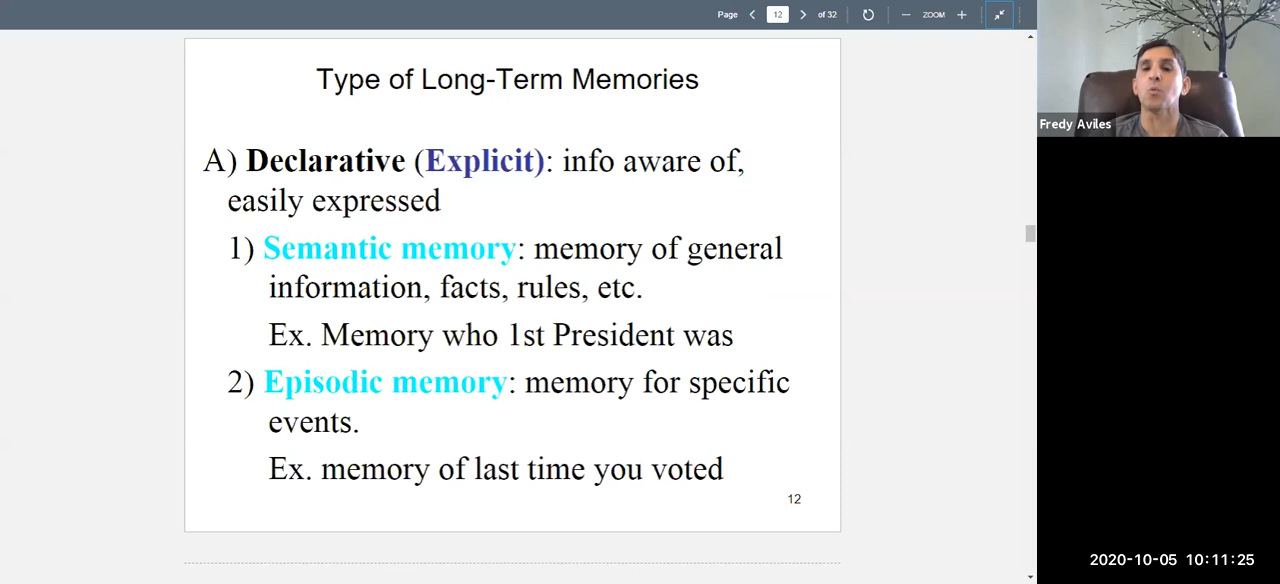 Page 12 of 32 ZOOM
Type of Long-Term Memories
A) Declarative (Explicit): info aware of,
easily expressed
1) Semantic memory: memory of general
information, facts, rules, etc.
Ex. Memory who 1st President was
2) Episodic memory: memory for specific
events.
Ex. memory of last time you voted
12
Fredy Aviles
2020-10-05 10:11:25